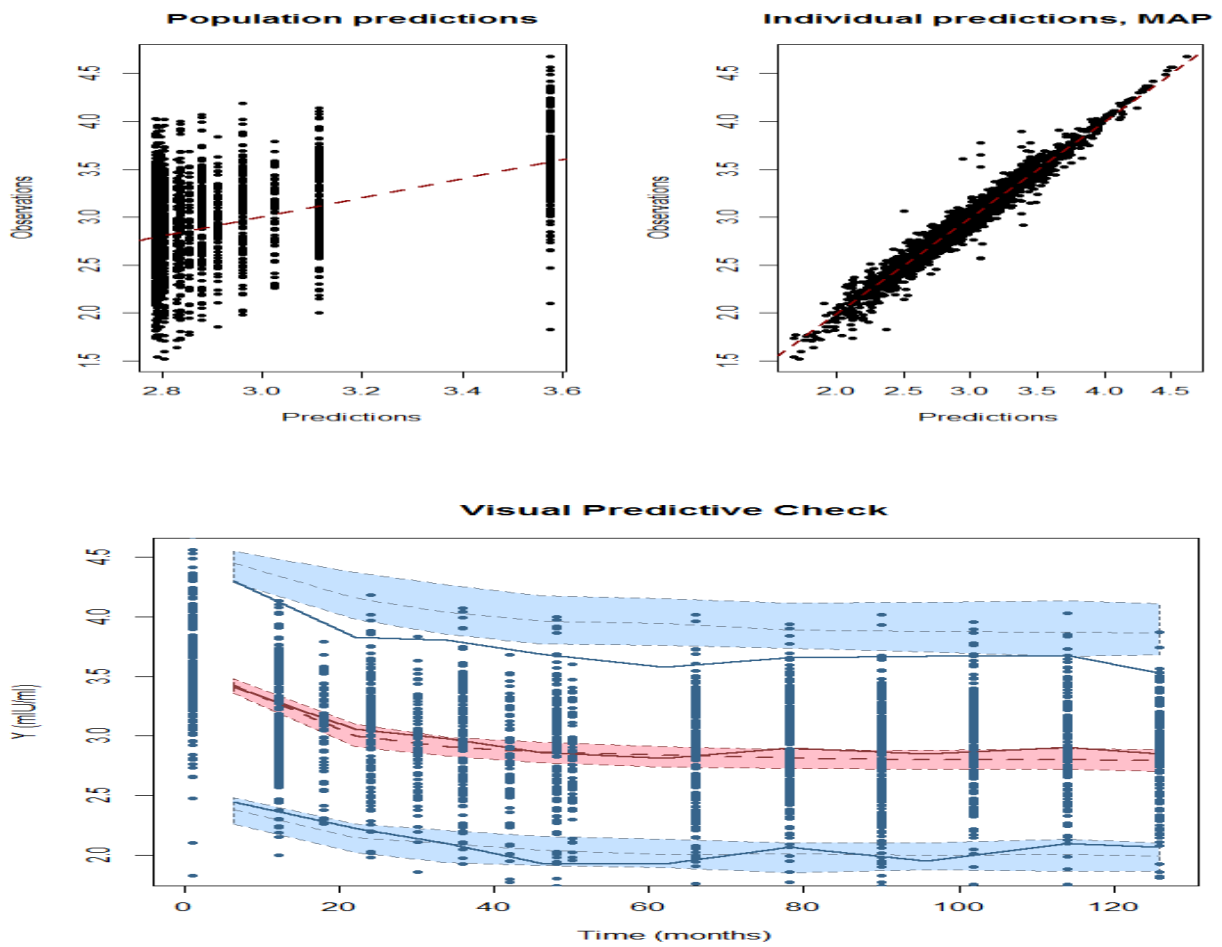 Population predictions
Individual predictions, MAP
Observations
4.5
4.0
3.5
3.0
2.5
2.0
1.5
2.8 3.0 3.2 3.4 3.6
Predictions
Observations
4.5
4.0
3.5
3.0
2.5
2.0
1.5
2.0 2.5 3.0 3.5 4.0 4.5
Predictions
Visual Predictive Check
Y (mIU/ml)
4.5
4.0
3.5
3.0
2.5
2.0
0 20 40 60 80 100 120
Time (months)